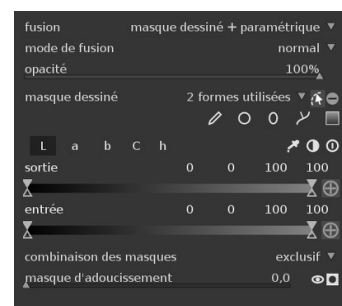 fusion masque dessiné + paramétrique
mode de fusion normal
opacité 100%
masque dessiné 2 formes utilisées
L a b C h
sortie 0 0 100 100
entrée 0 0 100 100
combinaison des masques exclusif
masque d'adoucissement 0,0